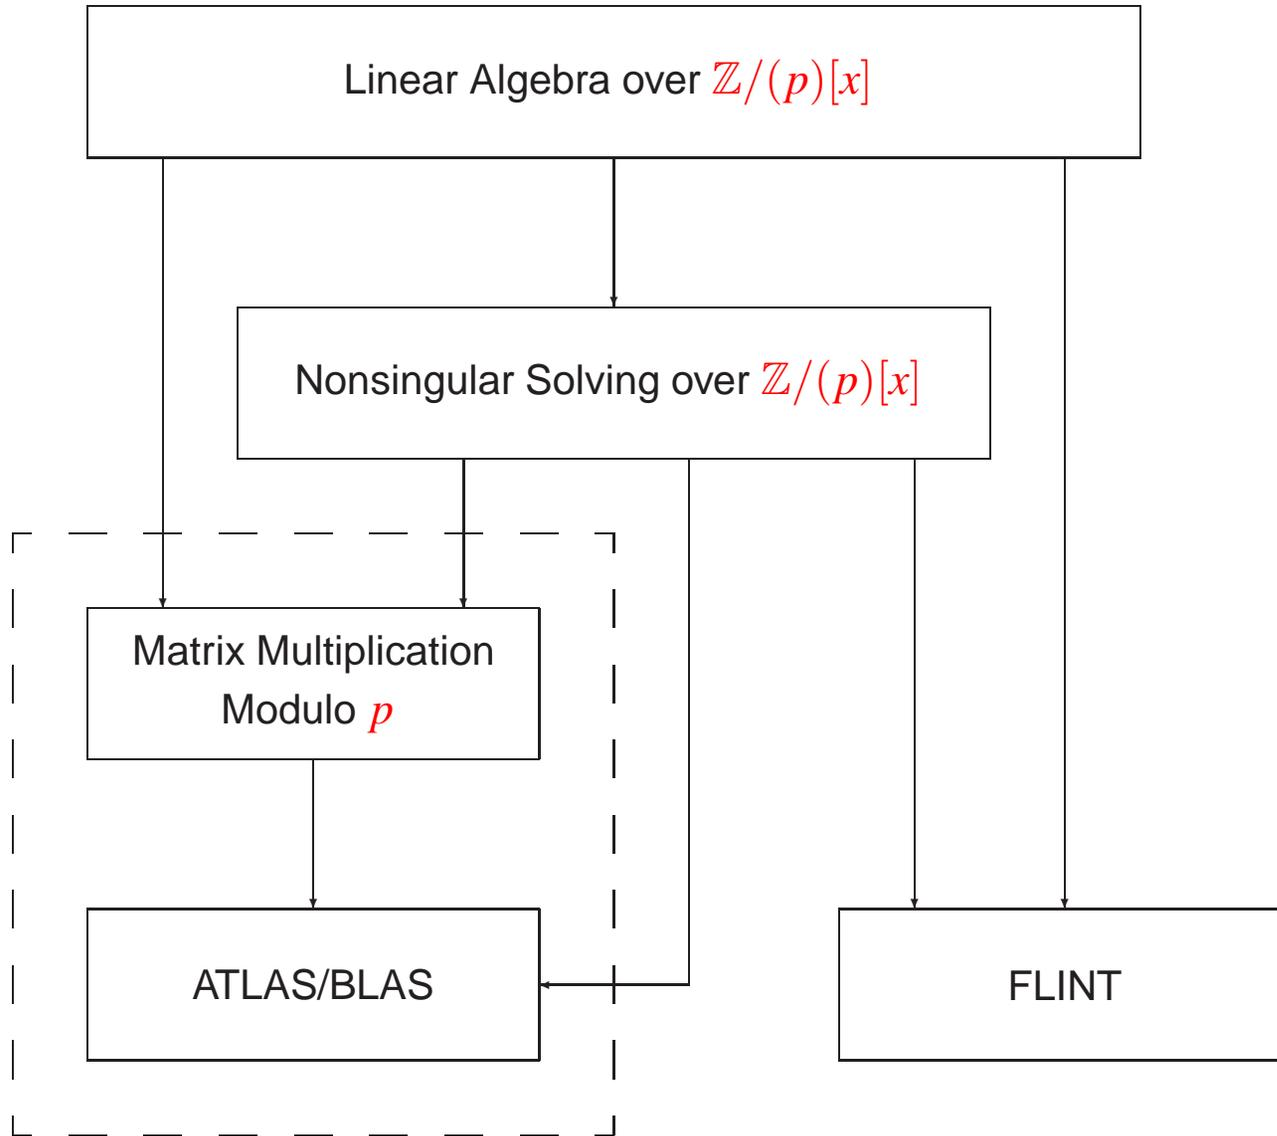 Linear Algebra over ℤ/(p)[x]
Nonsingular Solving over ℤ/(p)[x]
Matrix Multiplication
Modulo p
ATLAS/BLAS
FLINT